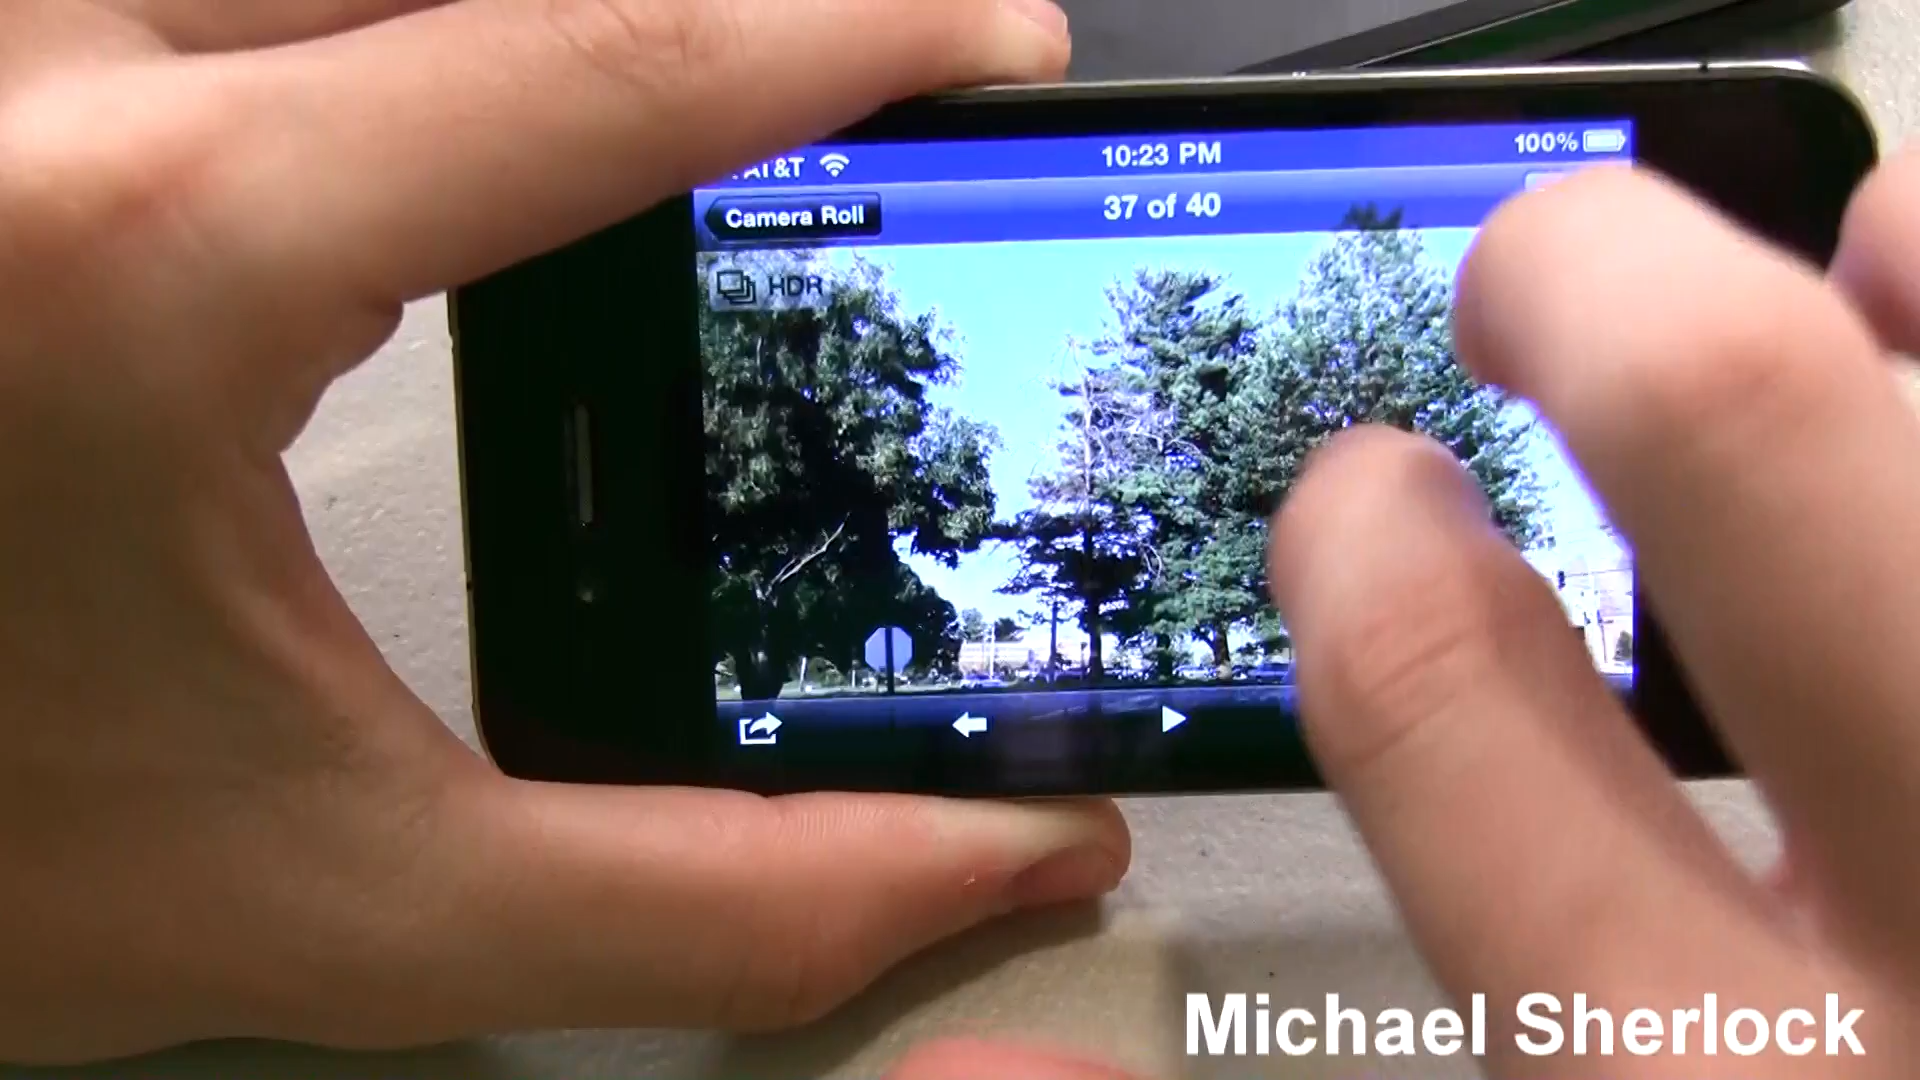 AT&T
10:23 PM
100%
Camera Roll
37 of 40
HDR
Michael Sherlock